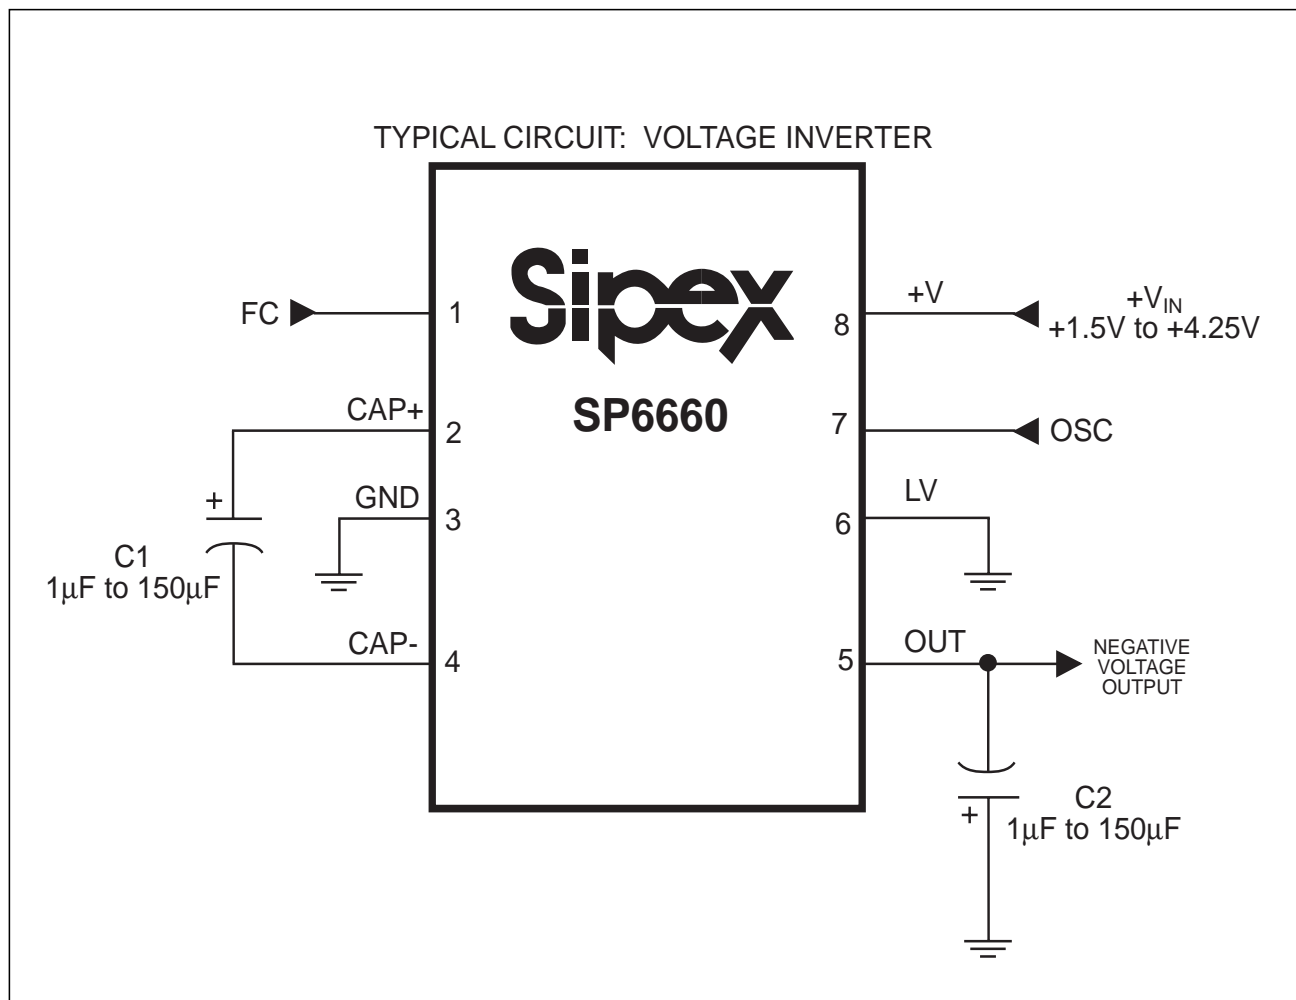 TYPICAL CIRCUIT: VOLTAGE INVERTER
Sipex
SP6660
FC
1
CAP+
2
GND
3
+
C1
1μF to 150μF
CAP-
4
+V
8
+VIN
+1.5V to +4.25V
7
OSC
LV
6
OUT
5
NEGATIVE
VOLTAGE
OUTPUT
+
C2
1μF to 150μF